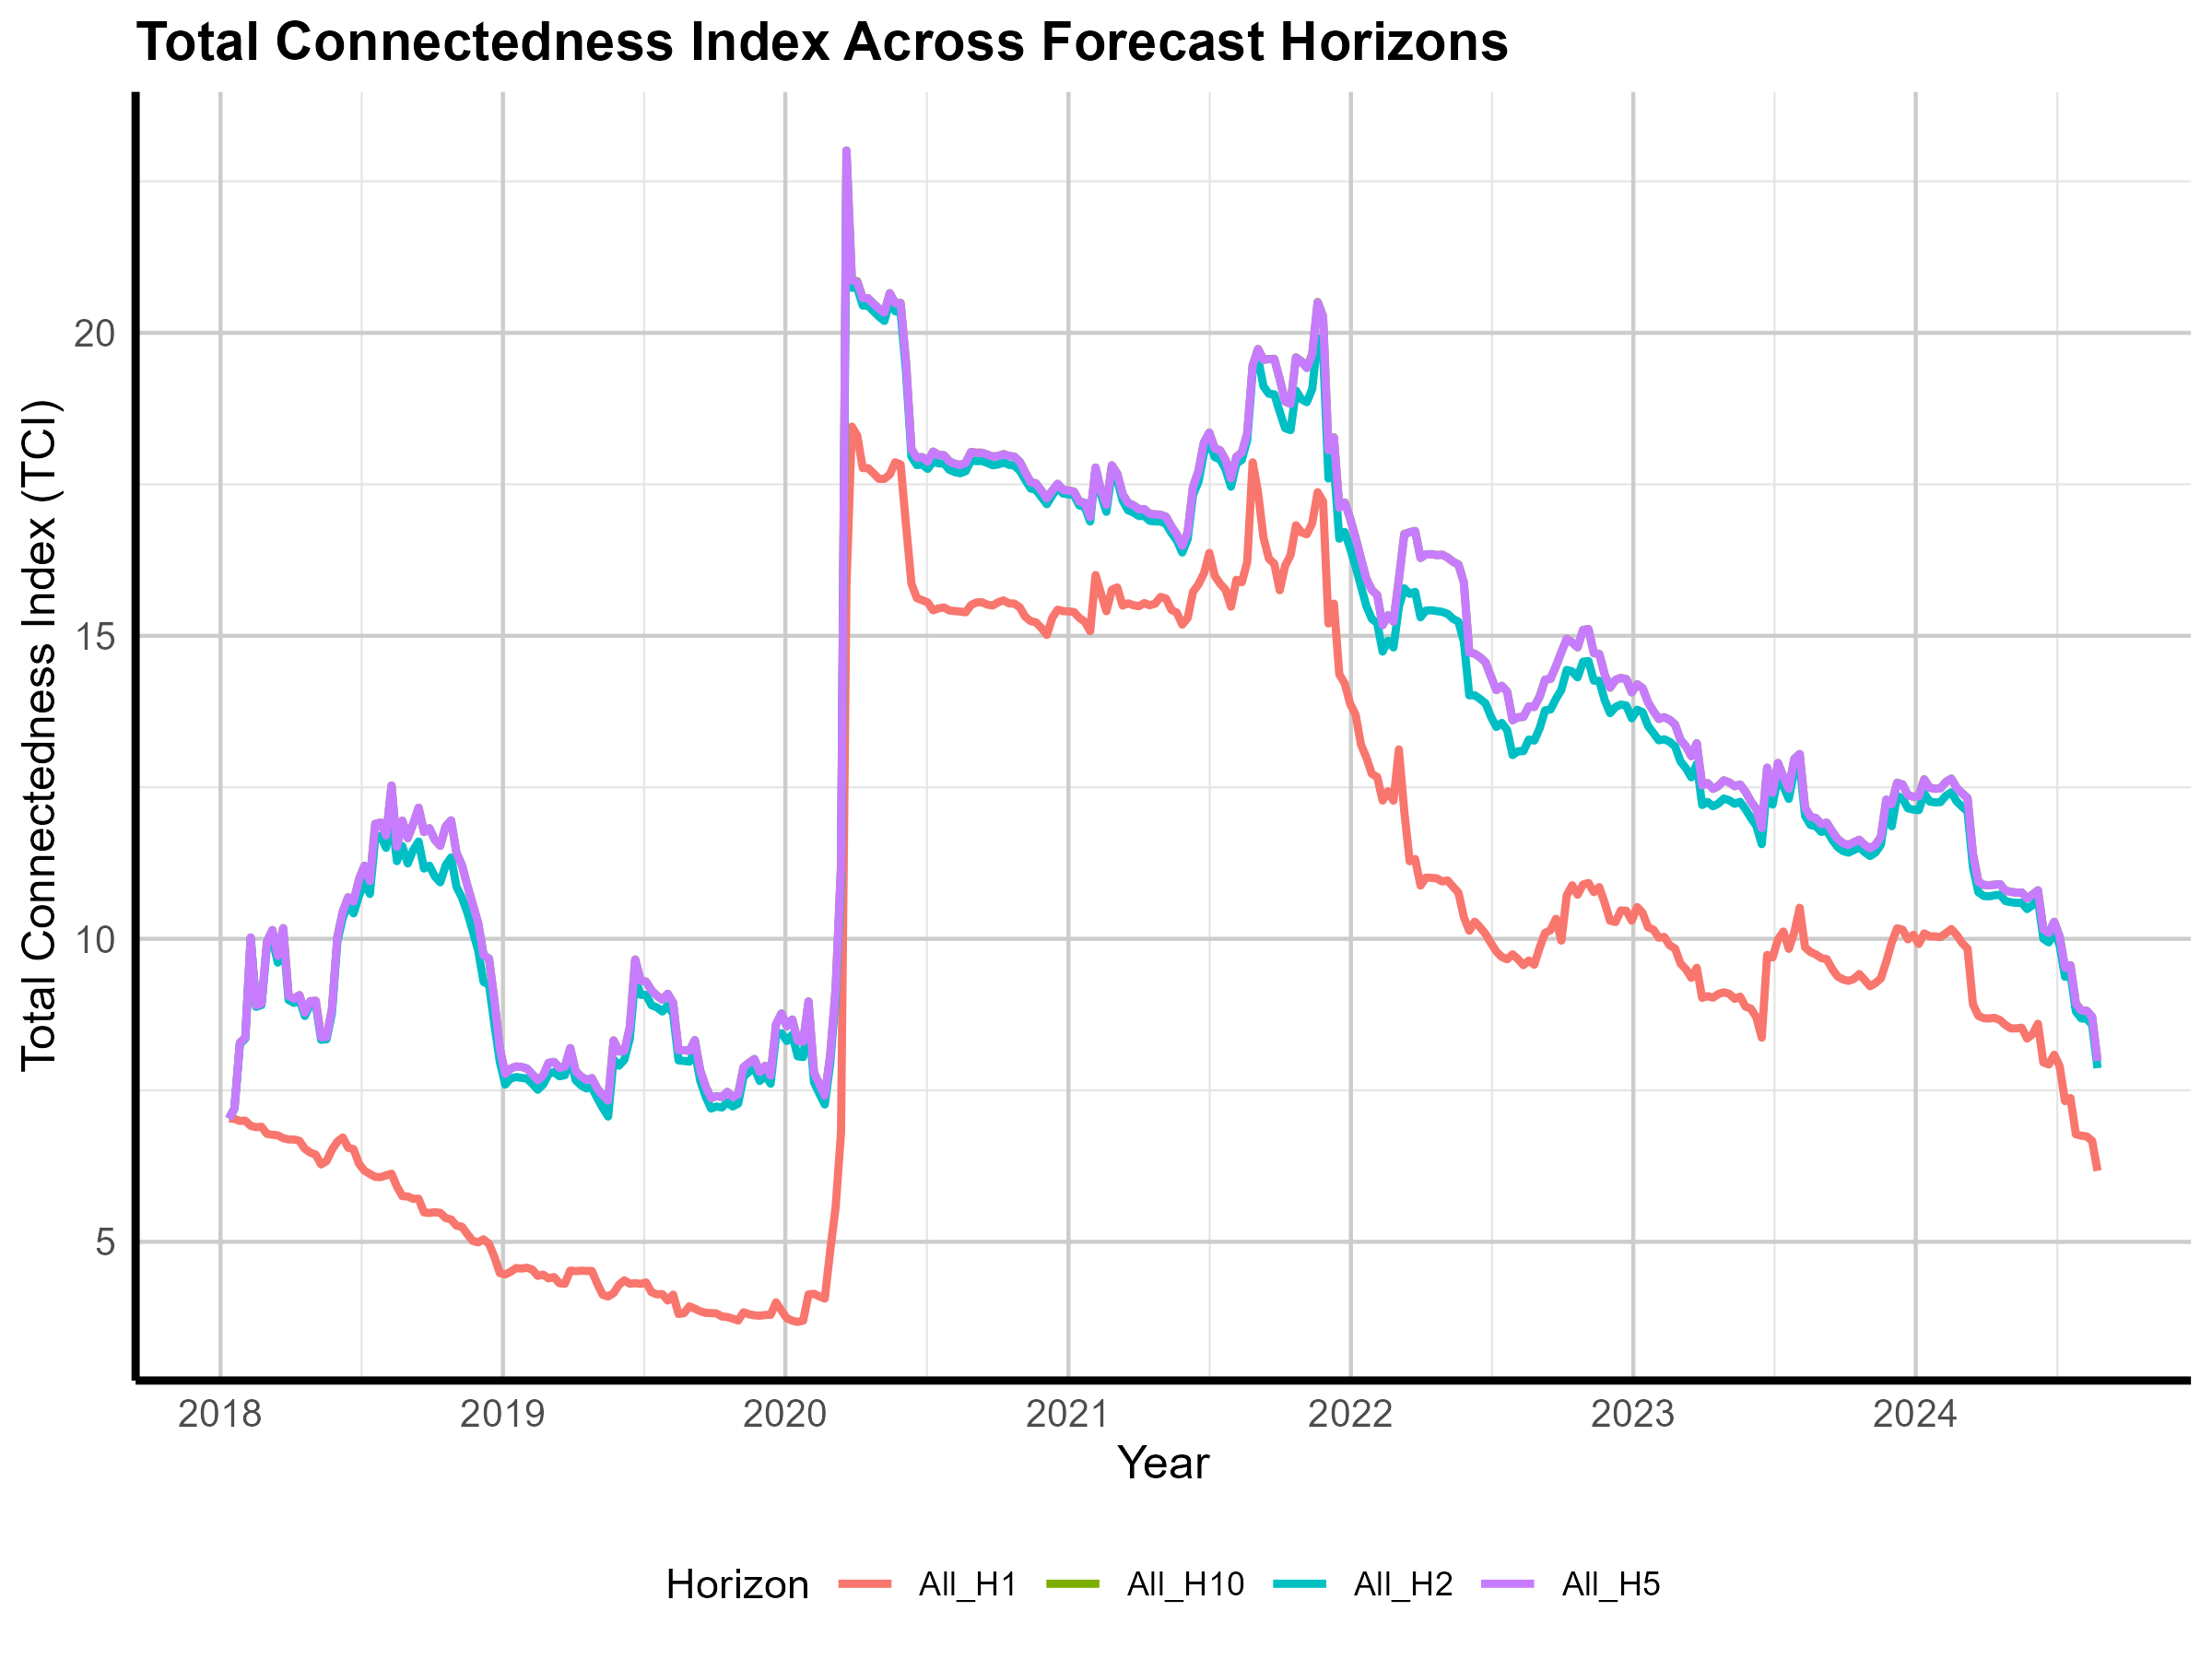 Total Connectedness Index Across Forecast Horizons
Total Connectedness Index (TCI)
20
15
10
5
2018 2019 2020 2021 2022 2023 2024
Year
Horizon All_H1 All_H10 All_H2 All_H5